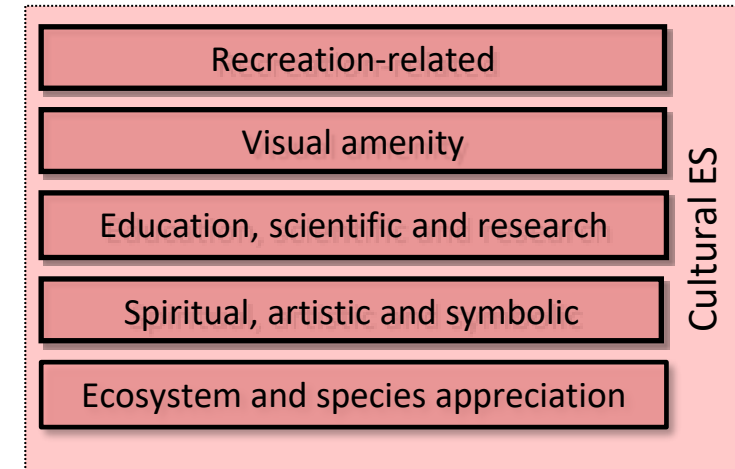 Recreation-related
Visual amenity
Education, scientific and research
Spiritual, artistic and symbolic
Ecosystem and species appreciation
Cultural ES